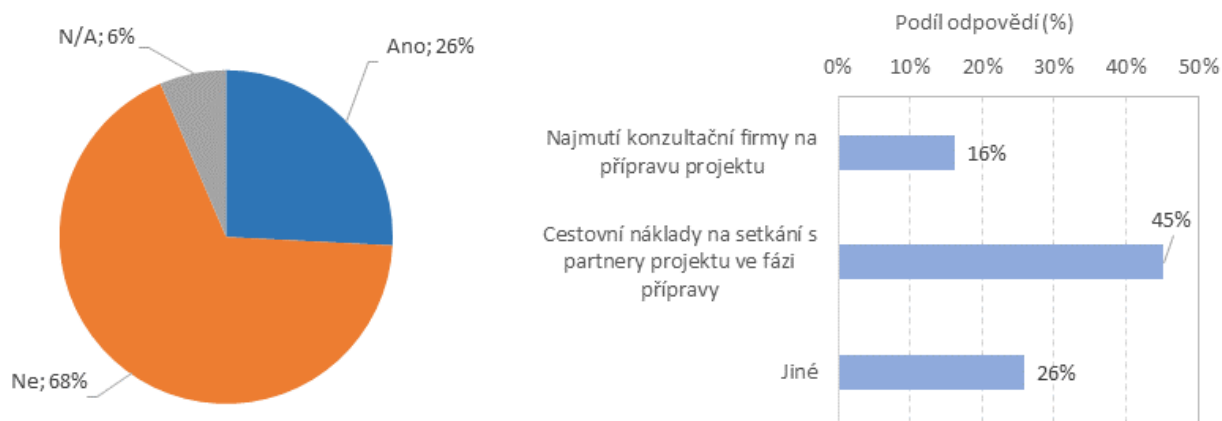 N/A; 6%
Ano; 26%
Ne; 68%
Podíl odpovědí (%)
0% 10% 20% 30% 40% 50%
Najmutí konzultační firmy na
přípravu projektu
16%
Cestovní náklady na setkání s
partnery projektu ve fázi
přípravy
45%
Jiné
26%